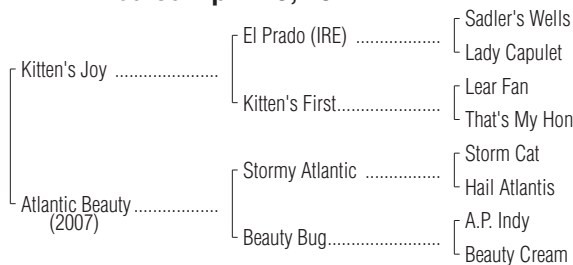 Sadler's Wells
El Prado (IRE) ...................
Lady Capulet
Kitten's Joy .......................
Lear Fan
Kitten's First.......................
That's My Hon
Storm Cat
Stormy Atlantic .................
Hail Atlantis
Atlantic Beauty ...................
(2007)
A.P. Indy
Beauty Bug.........................
Beauty Cream